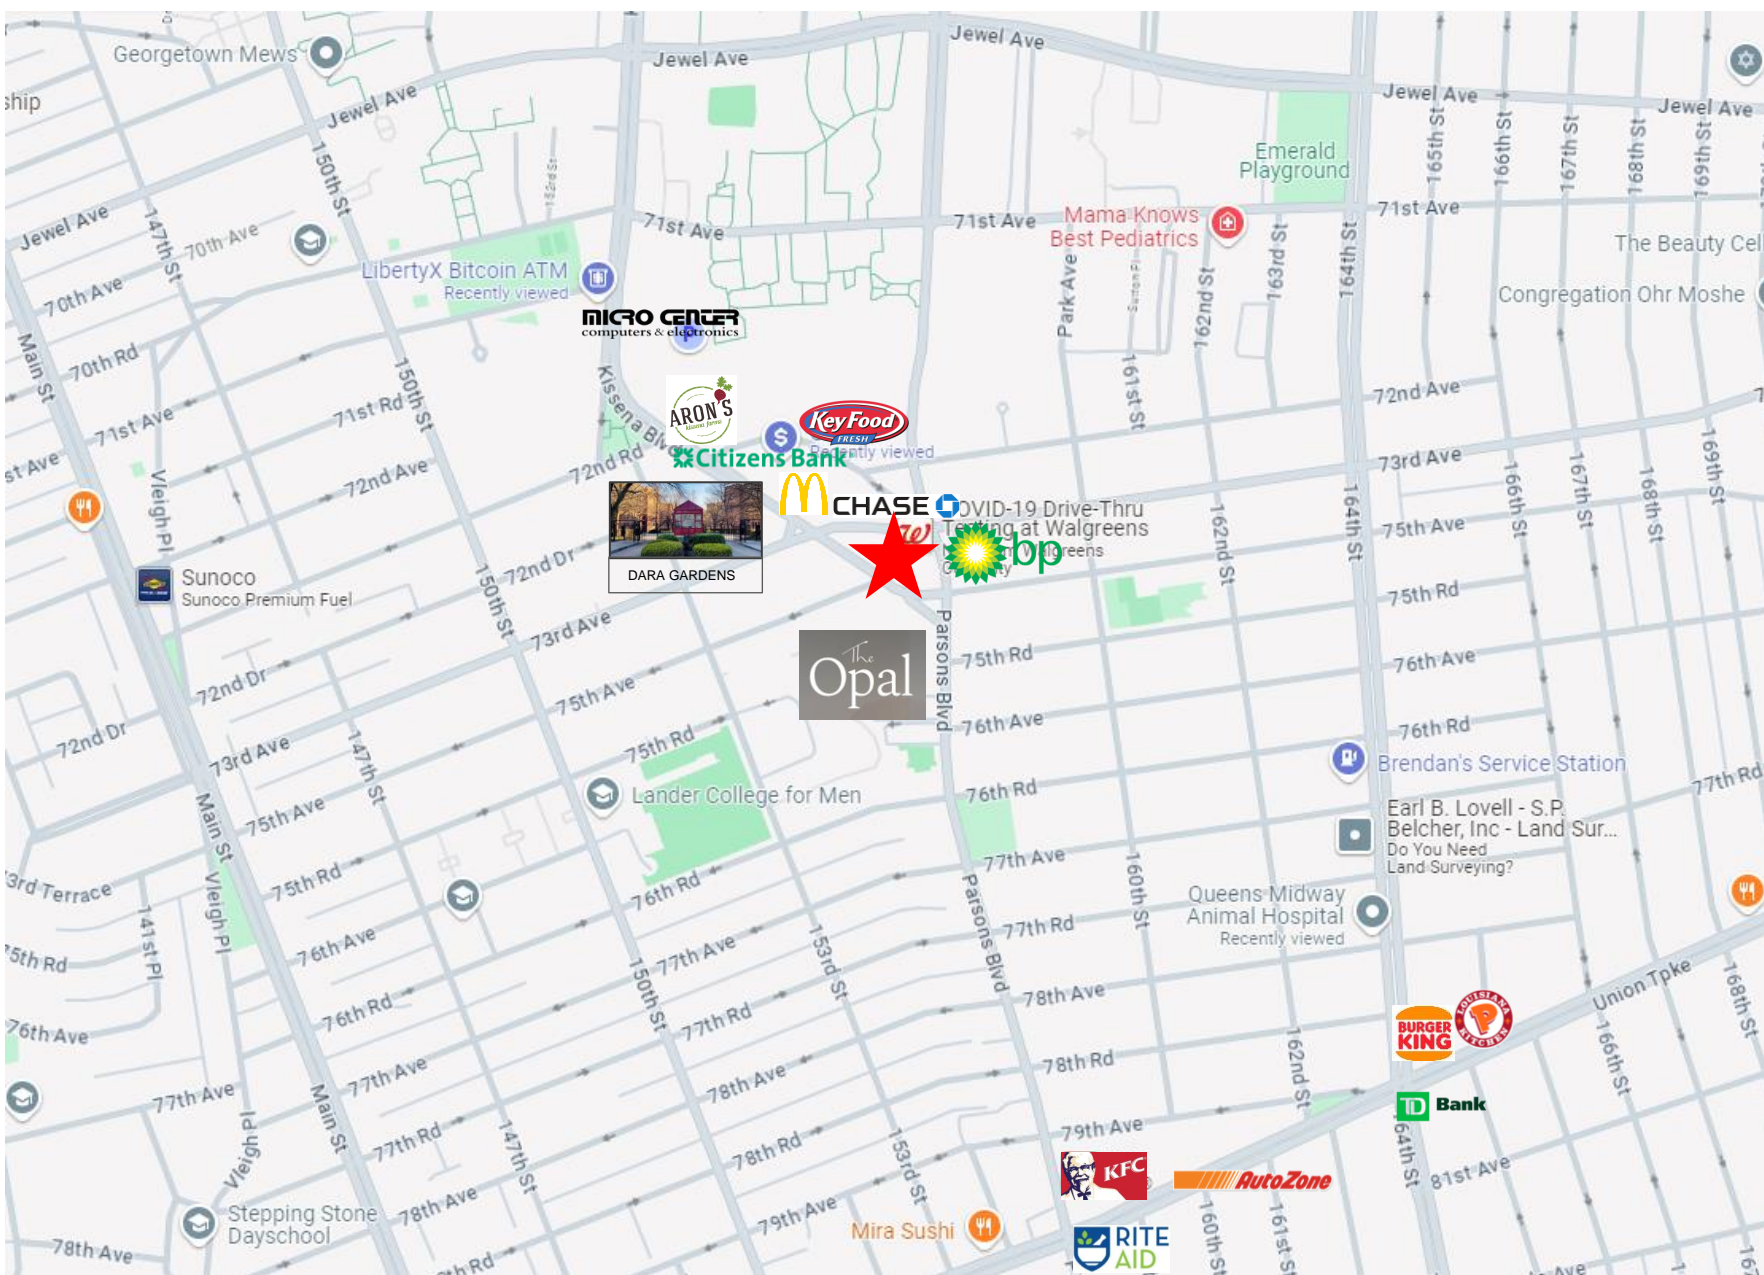 Georgetown Mews
Jewel Ave
Jewel Ave
Jewel Ave
Jewel Ave
Jewel Ave
ship
150th St
152nd St
165th St
166th St
167th St
168th St
169th St
Emerald
Playground
Jewel Ave
147th St
70th Ave
71st Ave
71st Ave
Mama Knows
Best Pediatrics
71st Ave
163rd St
164th St
The Beauty Cel
LibertyX Bitcoin ATM
Recently viewed
70th Ave
Park Ave
Sutton Pl
162nd St
Congregation Ohr Moshe
MICRO CENTER
computers & electronics
P
Main St
70th Rd
150th St
Kissena Blvd
161st St
72nd Ave
71st Rd
71st Ave
ARON'S
kissena farms
KeyFood
FRESH
Recently viewed
Citizens Bank
72nd Rd
72nd Ave
73rd Ave
169th St
st Ave
Vleigh Pl
166th St
167th St
168th St
CHASE
COVID-19 Drive-Thru
Testing at Walgreens
Walgreens
bp
162nd St
164th St
75th Ave
DARA GARDENS
72nd Dr
Sunoco
Sunoco Premium Fuel
150th St
73rd Ave
75th Rd
Parsons Blvd
The
Opal
75th Rd
76th Ave
72nd Dr
75th Ave
76th Ave
76th Rd
72nd Dr
73rd Ave
147th St
75th Rd
Brendan's Service Station
77th Rd
Lander College for Men
76th Rd
Main St
75th Ave
Earl B. Lovell - S.P.
Belcher, Inc - Land Sur...
Do You Need
Land Surveying?
77th Ave
160th St
3rd Terrace
75th Rd
76th Rd
Parsons Blvd
Queens Midway
Animal Hospital
Recently viewed
141st Pl
Vleigh Pl
76th Ave
77th Ave
153rd St
77th Rd
5th Rd
150th St
78th Ave
Union Tpke
168th St
76th Ave
76th Rd
77th Rd
BURGER
KING
LOUISIANA
KITCHEN
162nd St
166th St
78th Rd
77th Ave
77th Ave
78th Ave
TD Bank
Main St
Vleigh Pl
77th Rd
147th St
78th Rd
153rd St
79th Ave
164th St
81st Ave
KFC
AutoZone
Stepping Stone
Dayschool
78th Ave
79th Ave
Mira Sushi
RITE
AID
160th St
161st St
78th Ave
th Rd
Ave